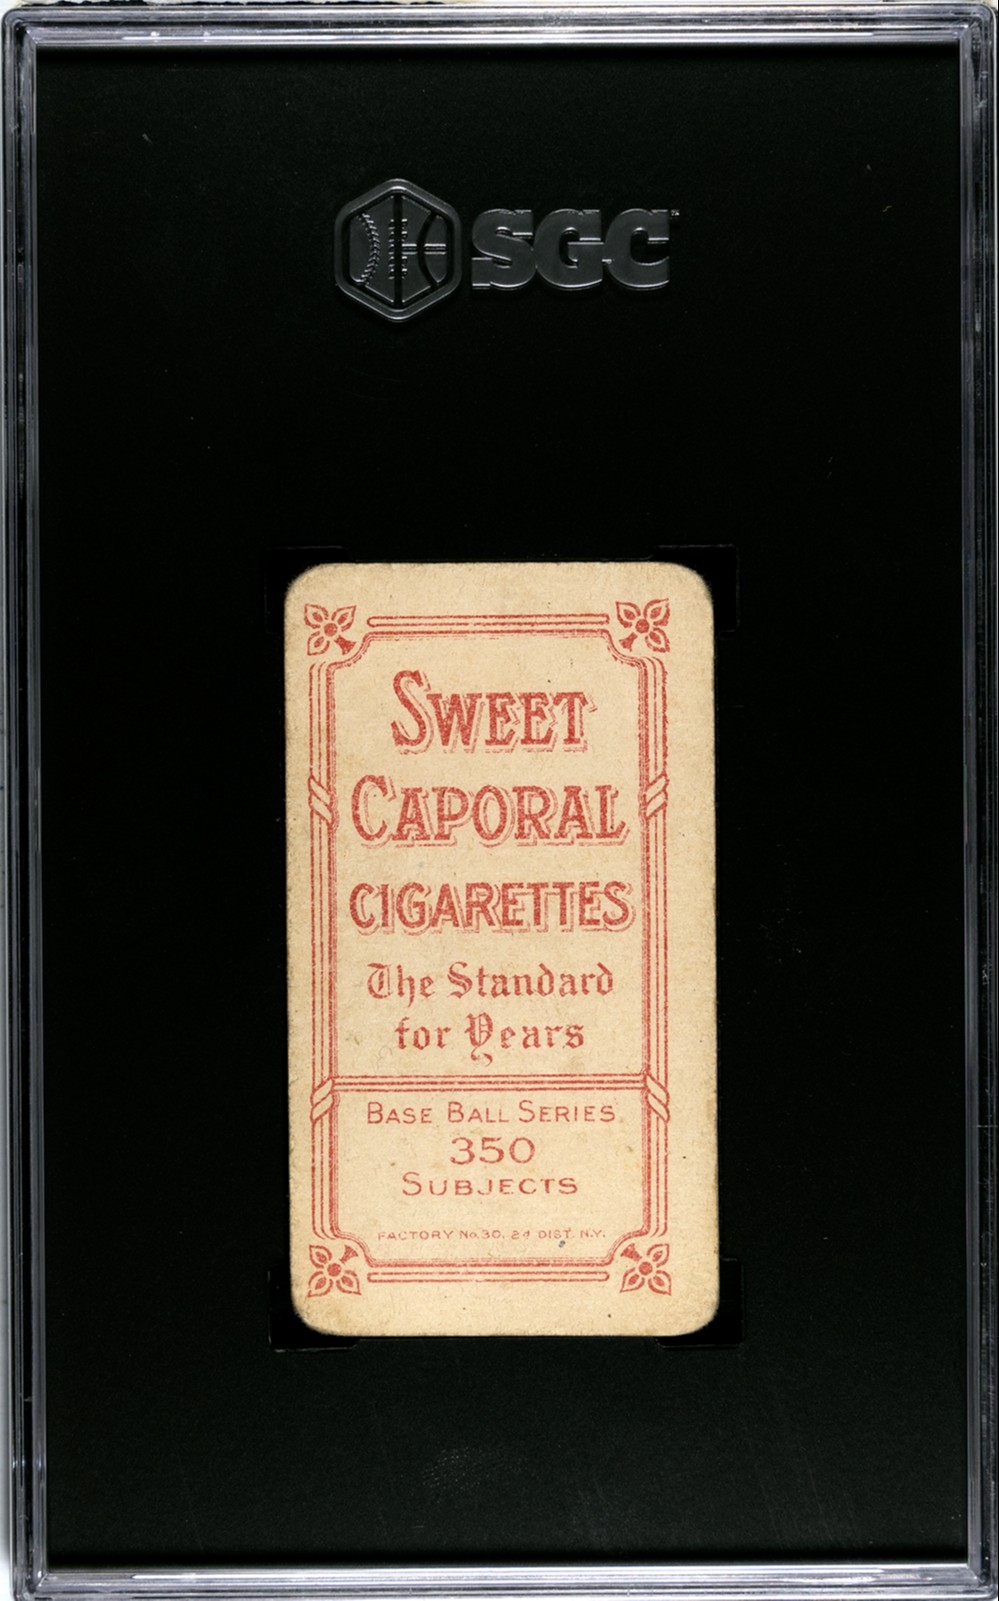 SGC
SWEET
CAPORAL
CIGARETTES
The Standard
for Years
BASE BALL SERIES
350
SUBJECTS
FACTORY No. 30, 2d DIST. N.Y.